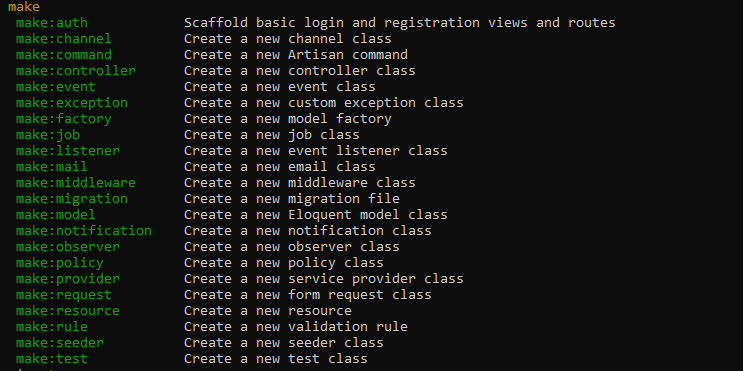 make
make:auth Scaffold basic login and registration views and routes
make:channel Create a new channel class
make:command Create a new Artisan command
make:controller Create a new controller class
make:event Create a new event class
make:exception Create a new custom exception class
make:factory Create a new model factory
make:job Create a new job class
make:listener Create a new event listener class
make:mail Create a new email class
make:middleware Create a new middleware class
make:migration Create a new migration file
make:model Create a new Eloquent model class
make:notification Create a new notification class
make:observer Create a new observer class
make:policy Create a new policy class
make:provider Create a new service provider class
make:request Create a new form request class
make:resource Create a new resource
make:rule Create a new validation rule
make:seeder Create a new seeder class
make:test Create a new test class